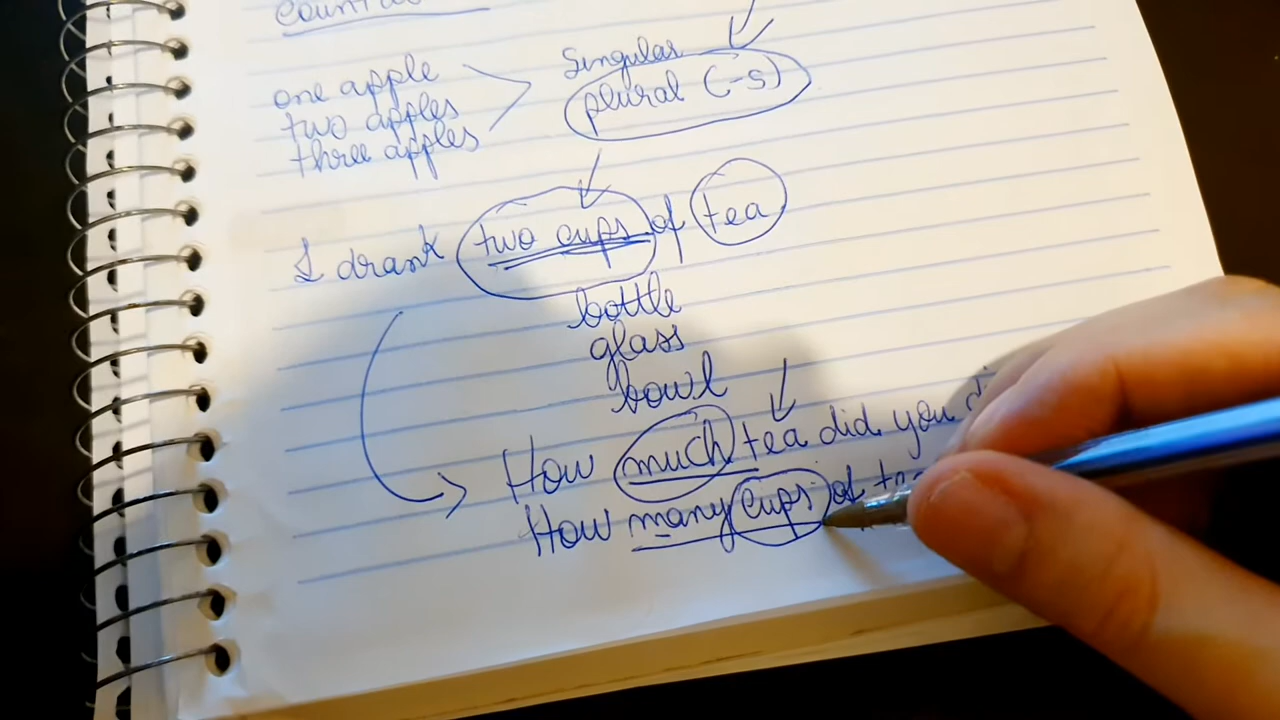 one apple
two apples
three apples
Singular
plural (-s)
I drank two cups of tea
bottle
glass
bowl
How much tea did you
How many cups of